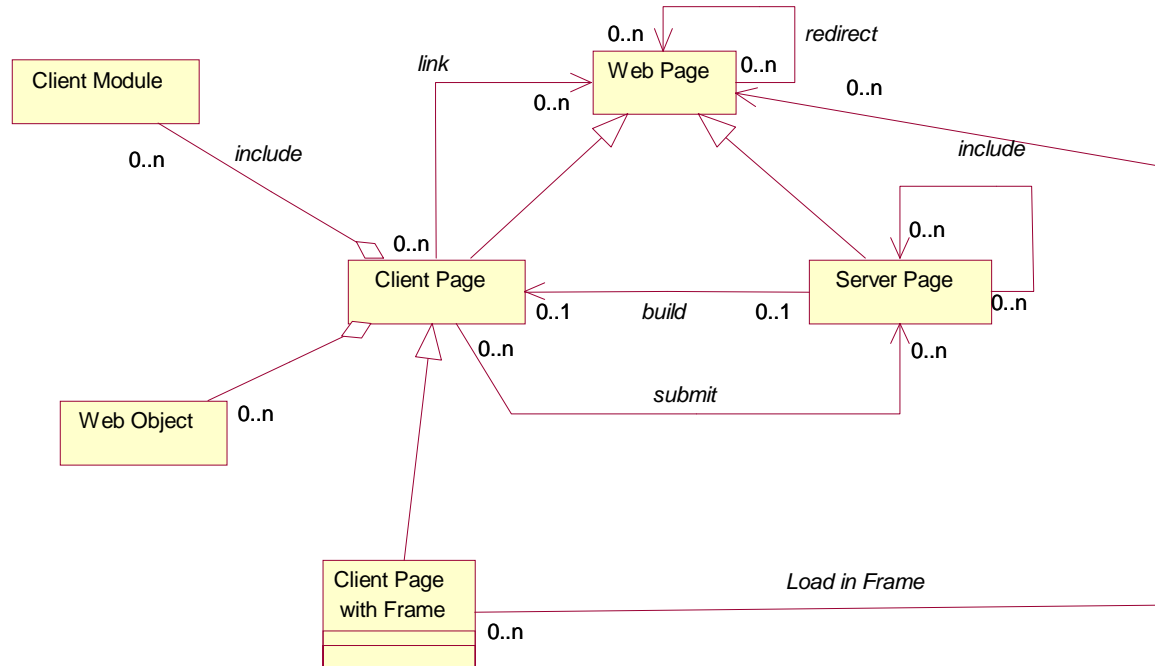 0..n
redirect
link
Web Page
0..n
Client Module
0..n
0..n
0..n
include
include
0..n
0..n
Client Page
Server Page
0..n
0..1
build
0..1
0..n
0..n
submit
0..n
Web Object
Client Page
with Frame
Load in Frame
0..n